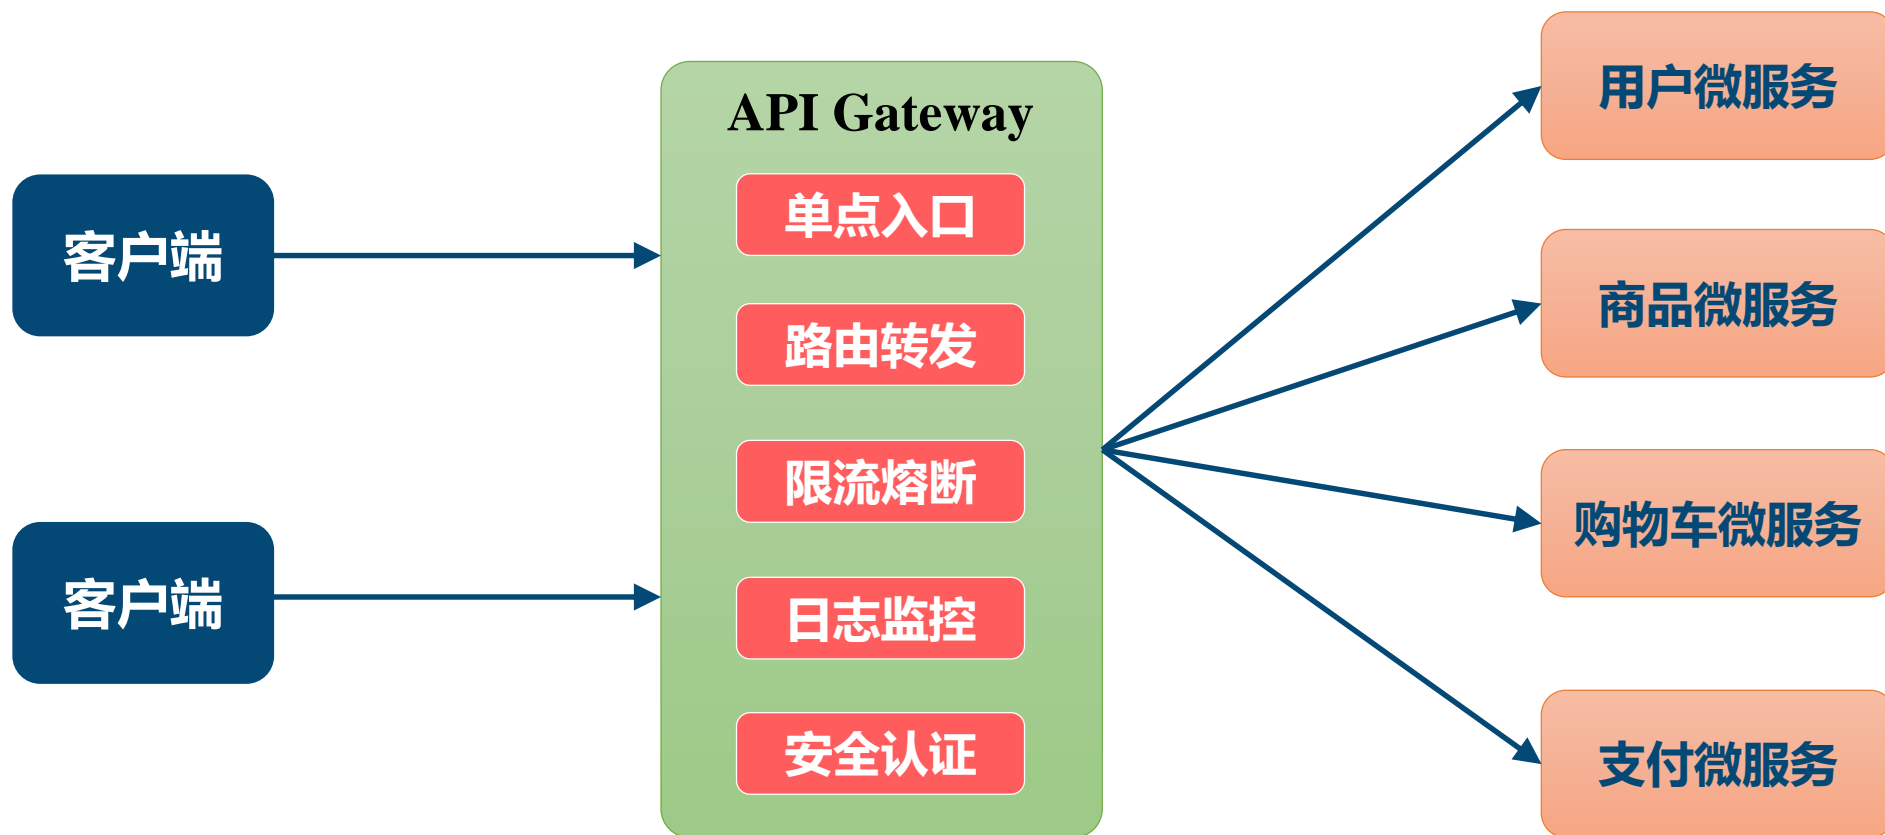 客户端
客户端
API Gateway
单点入口
路由转发
限流熔断
日志监控
安全认证
用户微服务
商品微服务
购物车微服务
支付微服务